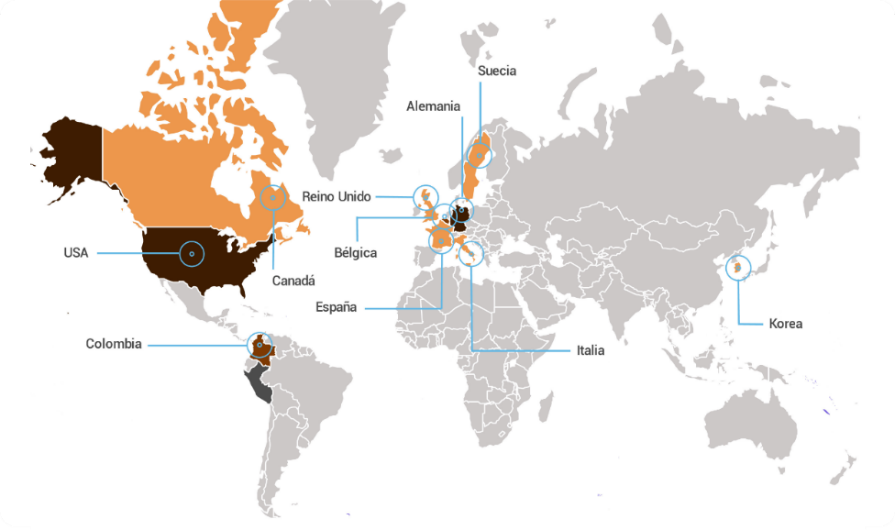 Suecia
Alemania
Reino Unido
USA
Bélgica
Canadá
España
Korea
Colombia
Italia